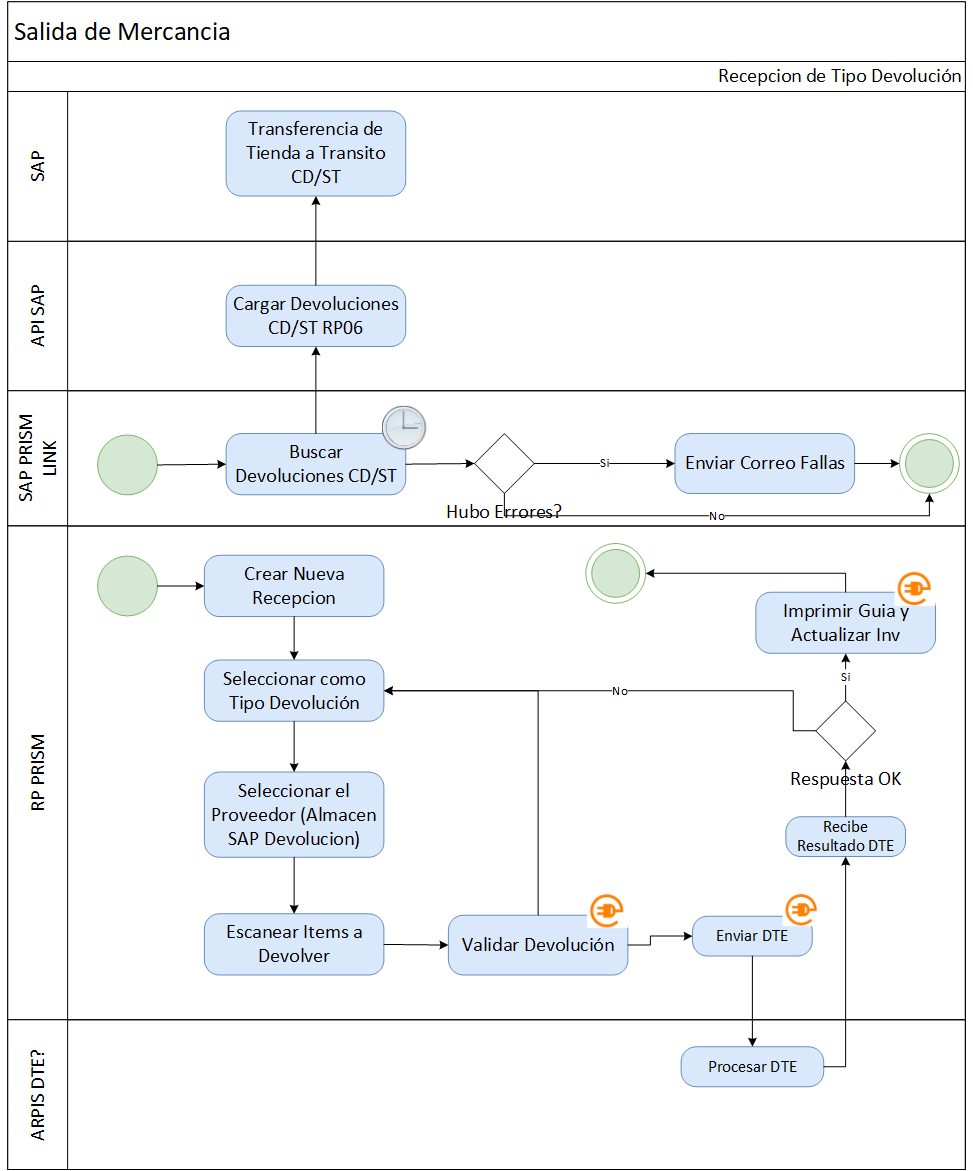 Salida de Mercancia
Recepcion de Tipo Devolución
SAP
Transferencia de
Tienda a Transito
CD/ST
API SAP
Cargar Devoluciones
CD/ST RP06
SAP PRISM
LINK
Buscar
Devoluciones CD/ST
Hubo Errores?
Si
Enviar Correo Fallas
No
RP PRISM
Crear Nueva
Recepcion
Imprimir Guia y
Actualizar Inv
Si
Seleccionar como
Tipo Devolución
No
Respuesta OK
Seleccionar el
Proveedor (Almacen
SAP Devolucion)
Recibe
Resultado DTE
Escanear Items a
Devolver
Validar Devolución
Enviar DTE
ARPIS DTE?
Procesar DTE